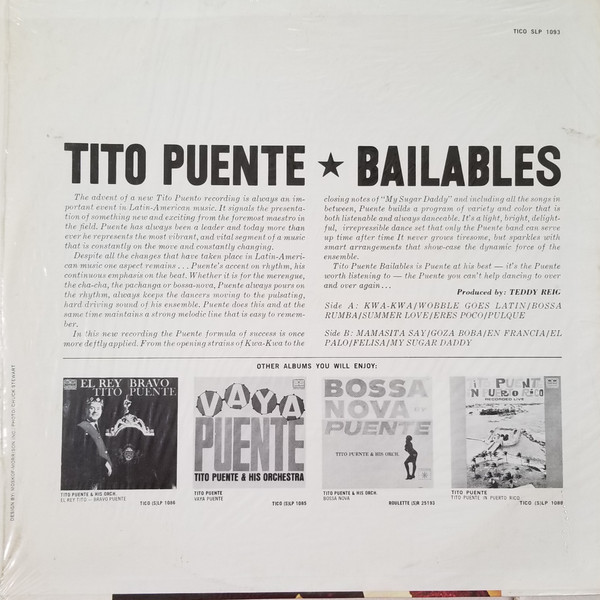 TICO SLP 1093
TITO PUENTE ★ BAILABLES
The advent of a new Tito Puente recording is always an im-
portant event in Latin-American music. It signals the presenta-
tion of something new and exciting from the foremost maestro in
the field. Puente has always been a leader and today more than
ever he represents the most vibrant, and vital segment of a music
that is constantly on the move and constantly changing.
Despite all the changes that have taken place in Latin-Ameri-
can music one aspect remains . . . Puente's accent on rhythm, his
continuous emphasis on the beat. Whether it is for the merengue,
the cha-cha, the pachanga or bossa-nova, Puente always pours on
the rhythm, always keeps the dancers moving to the pulsating,
hard driving sound of his ensemble. Puente does this and at the
same time maintains a strong melodic line that is easy to remem-
ber.
In this new recording the Puente formula of success is once
more deftly applied. From the opening strains of Kwa-Kwa to the
closing notes of "My Sugar Daddy" and including all the songs in
between, Puente builds a program of variety and color that is
both listenable and always danceable. It's a light, bright, delight-
ful, irrepressible dance set that only the Puente band can serve
up time after time It never grows tiresome, but sparkles with
smart arrangements that show-case the dynamic force of the
ensemble.
Tito Puente Bailables is Puente at his best — it's the Puente
worth listening to — the Puente you can't help dancing to over
and over again . . .
Produced by: TEDDY REIG
Side A: KWA-KWA/WOBBLE GOES LATIN/BOSSA
RUMBA/SUMMER LOVE/ERES POCO/PULQUE
Side B: MAMASITA SAY/GOZA BOBA/EN FRANCIA/EL
PALO/FELISA/MY SUGAR DADDY
OTHER ALBUMS YOU WILL ENJOY:
EL REY BRAVO
TITO PUENTE
TITO PUENTE & HIS ORCH.
EL REY TITO — BRAVO PUENTE
TICO (S)LP 1086
VAYA
PUENTE
TITO PUENTE & HIS ORCHESTRA
TITO PUENTE
VAYA PUENTE
TICO (S)LP 1085
BOSSA
NOVA BY
PUENTE
TITO PUENTE & HIS ORCH.
TITO PUENTE & HIS ORCH.
BOSSA NOVA
ROULETTE (S)R 25193
TITO PUENTE
IN PUERTO RICO
RECORDED LIVE
TITO PUENTE
TITO PUENTE IN PUERTO RICO
TICO (S)LP 1088